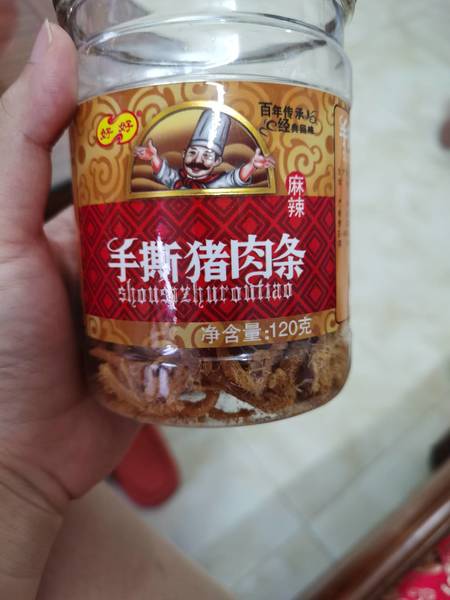 好好
百年传承
经典品味
麻辣
手撕猪肉条
shousizhuroutiao
净含量:120克